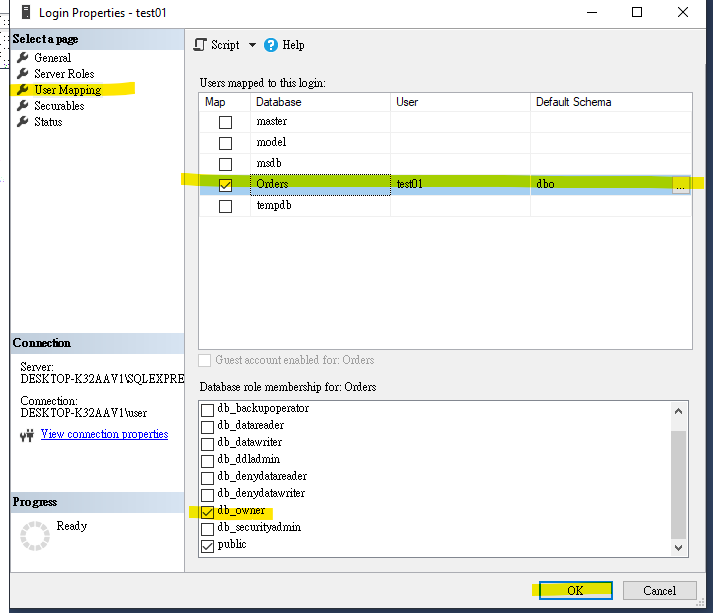 Login Properties - test01
Select a page
General
Server Roles
User Mapping
Securables
Status
Connection
Server:
DESKTOP-K32AAV1\SQLEXPRE
Connection:
DESKTOP-K32AAV1\user
View connection properties
Progress
Ready
Script Help
Users mapped to this login:
Map Database User Default Schema
master
model
msdb
Orders test01 dbo ...
tempdb
Guest account enabled for: Orders
Database role membership for: Orders
db_backupoperator
db_datareader
db_datawriter
db_ddladmin
db_denydatareader
db_denydatawriter
db_owner
db_securityadmin
public
OK Cancel